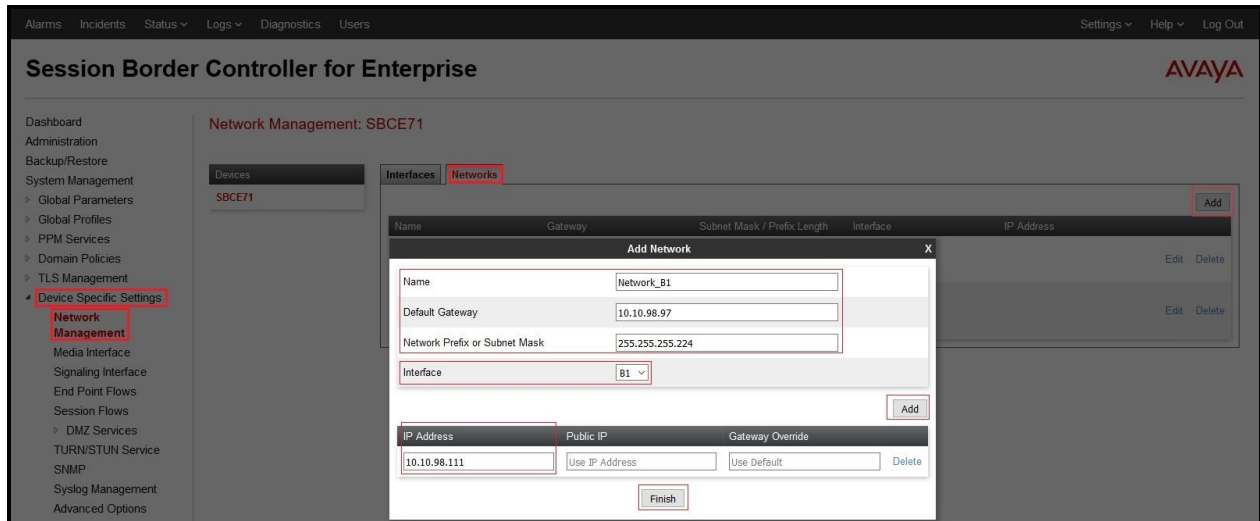 Alarms Incidents Status Logs Diagnostics Users Settings Help Log Out
Session Border Controller for Enterprise
AVAYA
Dashboard
Administration
Backup/Restore
System Management
Global Parameters
Global Profiles
PPM Services
Domain Policies
TLS Management
Device Specific Settings
Network
Management
Media Interface
Signaling Interface
End Point Flows
Session Flows
DMZ Services
TURN/STUN Service
SNMP
Syslog Management
Advanced Options
Network Management: SBCE71
Devices
SBCE71
Interfaces Networks
Add
Name Gateway Subnet Mask / Prefix Length Interface IP Address
Edit Delete
Edit Delete
Add Network X
Name Network_B1
Default Gateway 10.10.98.97
Network Prefix or Subnet Mask 255.255.255.224
Interface B1
Add
IP Address Public IP Gateway Override
10.10.98.111 Use IP Address Use Default Delete
Finish